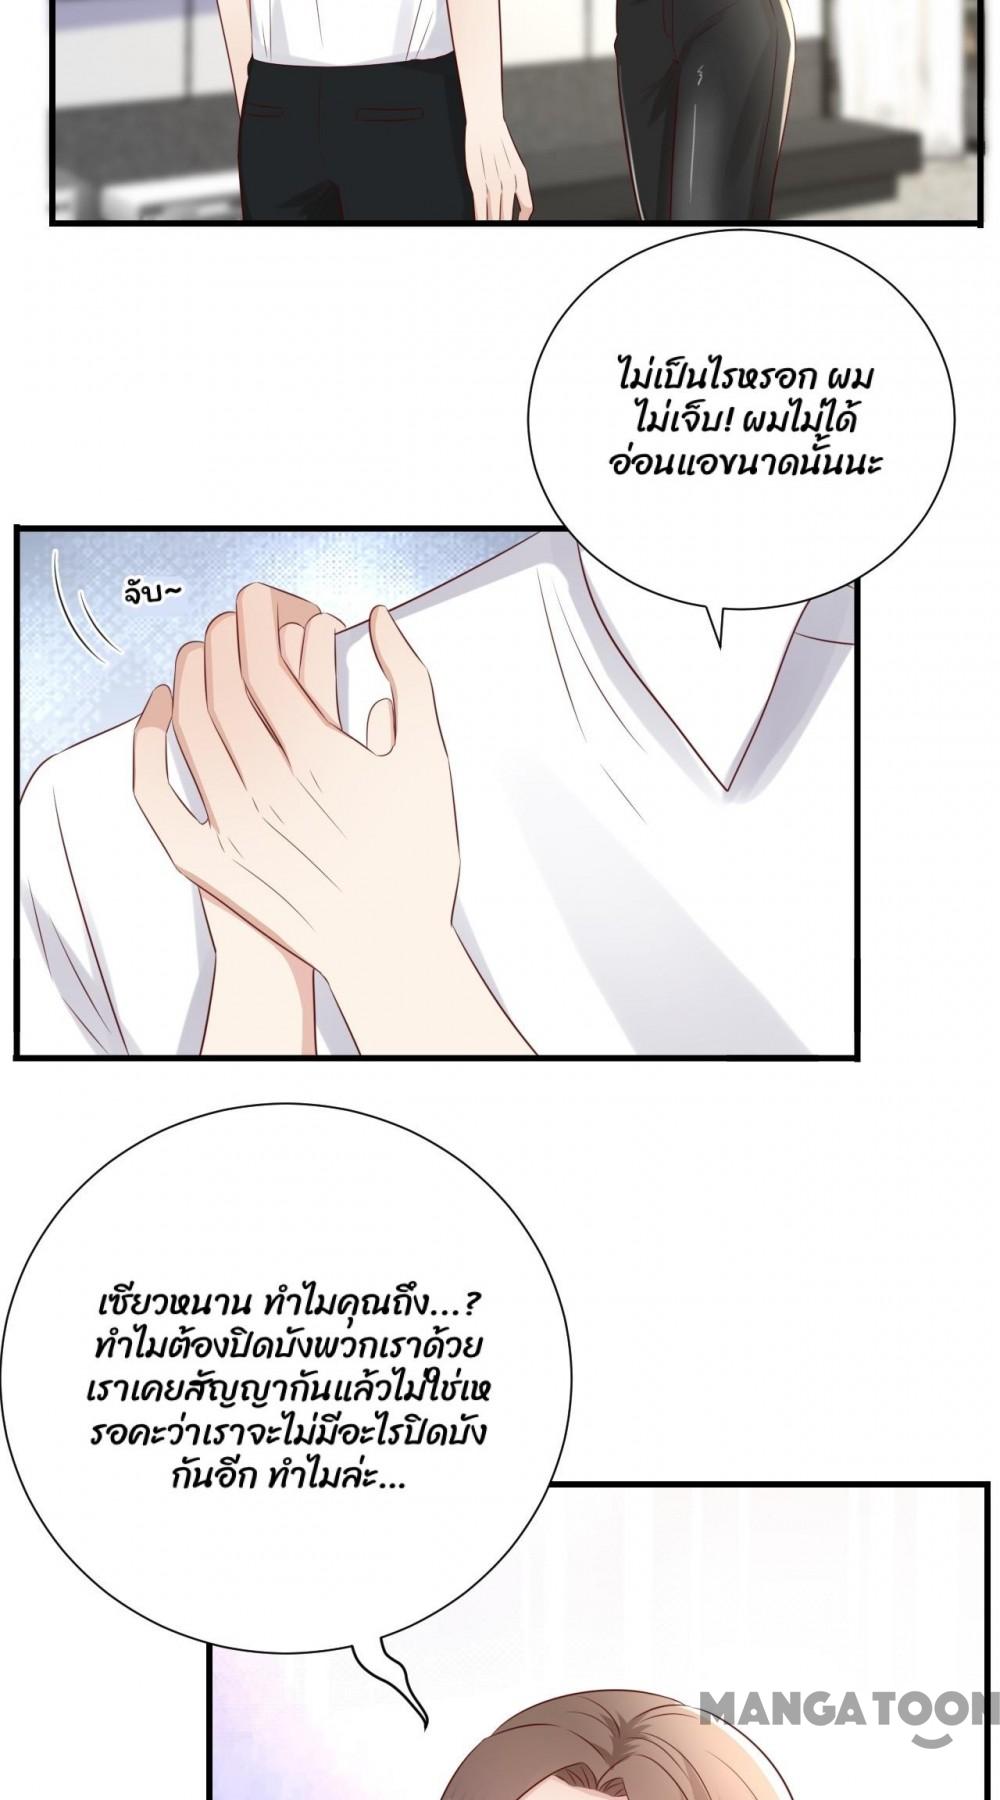 ไม่เป็นไรหรอก ผม
ไม่เจ็บ! ผมไม่ได้
อ่อนแอขนาดนั้นนะ
จับ~
เซียวหนาน ทำไมคุณถึง...?
ทำไมต้องปิดบังพวกเราด้วย
เราเคยสัญญากันแล้วไม่ใช่เห
รอคะว่าเราจะไม่มีอะไรปิดบัง
กันอีก ทำไมล่ะ...
MANGATOON